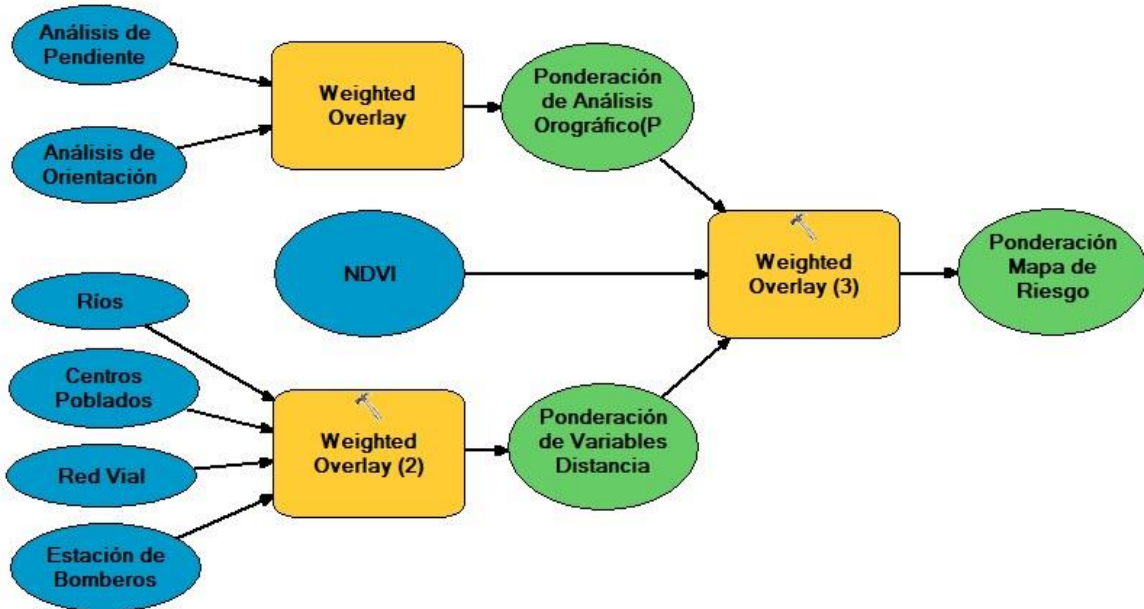 Análisis de
Pendiente
Weighted
Overlay
Ponderación
de Análisis
Orográfico(P
Análisis de
Orientación
NDVI
Weighted
Overlay (3)
Ponderación
Mapa de
Riesgo
Ríos
Centros
Poblados
Red Vial
Estación de
Bomberos
Weighted
Overlay (2)
Ponderación
de Variables
Distancia